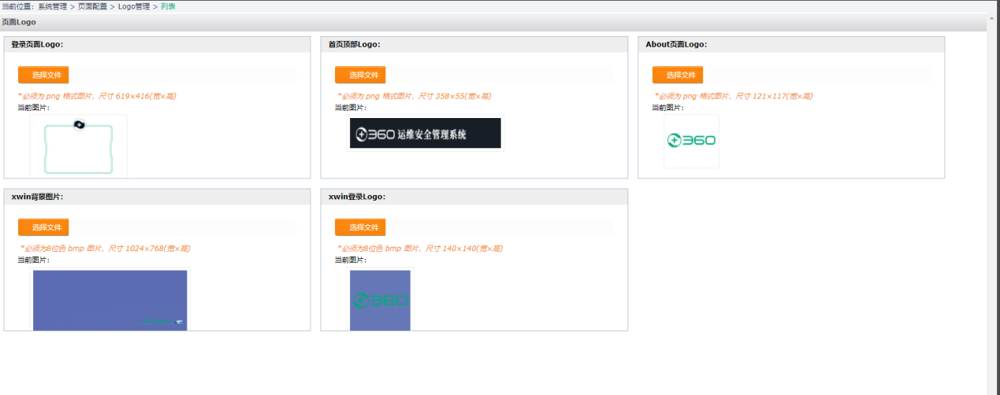 当前位置：系统管理 > 页面配置 > Logo管理 > 列表
页面Logo
登录页面Logo：
选择文件
*必须为 png 格式图片，尺寸 619×416(宽×高)
当前图片：
首页顶部Logo：
选择文件
*必须为 png 格式图片，尺寸 358×55(宽×高)
当前图片：
360 运维安全管理系统
About页面Logo：
选择文件
*必须为 png 格式图片，尺寸 121×117(宽×高)
当前图片：
360
xwin背景图片：
选择文件
*必须为8位色 bmp 图片，尺寸 1024×768(宽×高)
当前图片：
xwin登录Logo：
选择文件
*必须为8位色 bmp 图片，尺寸 140×140(宽×高)
当前图片：
360